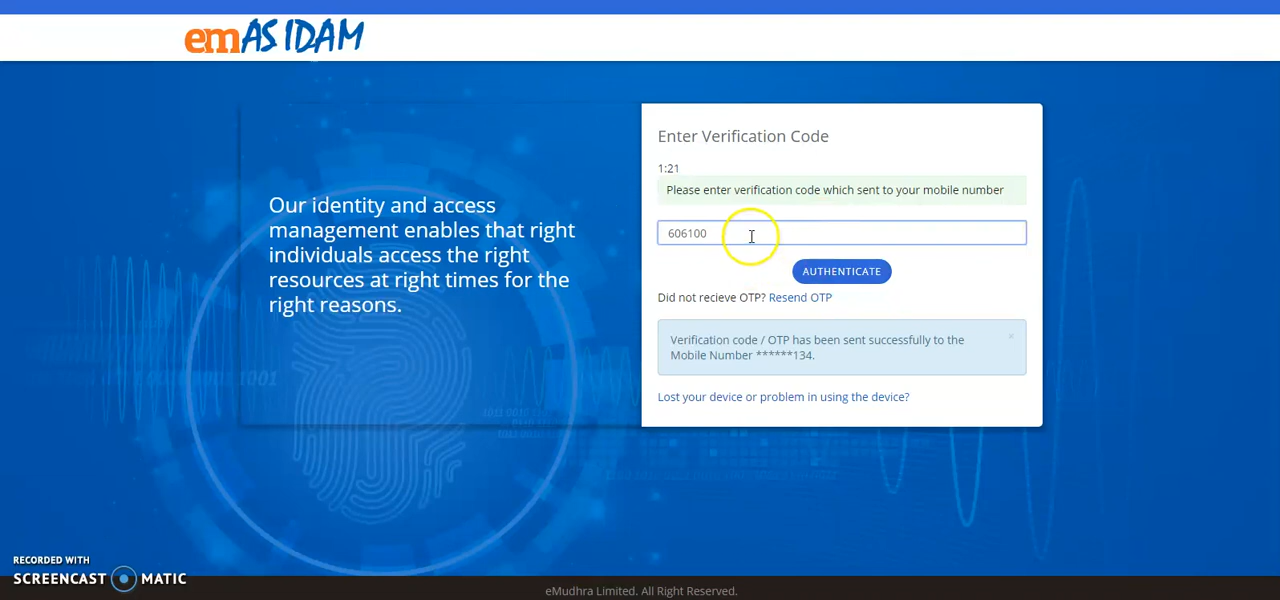 emAS IDAM
Our identity and access
management enables that right
individuals access the right
resources at right times for the
right reasons.
Enter Verification Code
1:21
Please enter verification code which sent to your mobile number
606100
AUTHENTICATE
Did not recieve OTP? Resend OTP
Verification code / OTP has been sent successfully to the
Mobile Number ******134.
×
Lost your device or problem in using the device?
RECORDED WITH
SCREENCAST MATIC
eMudhra Limited. All Right Reserved.